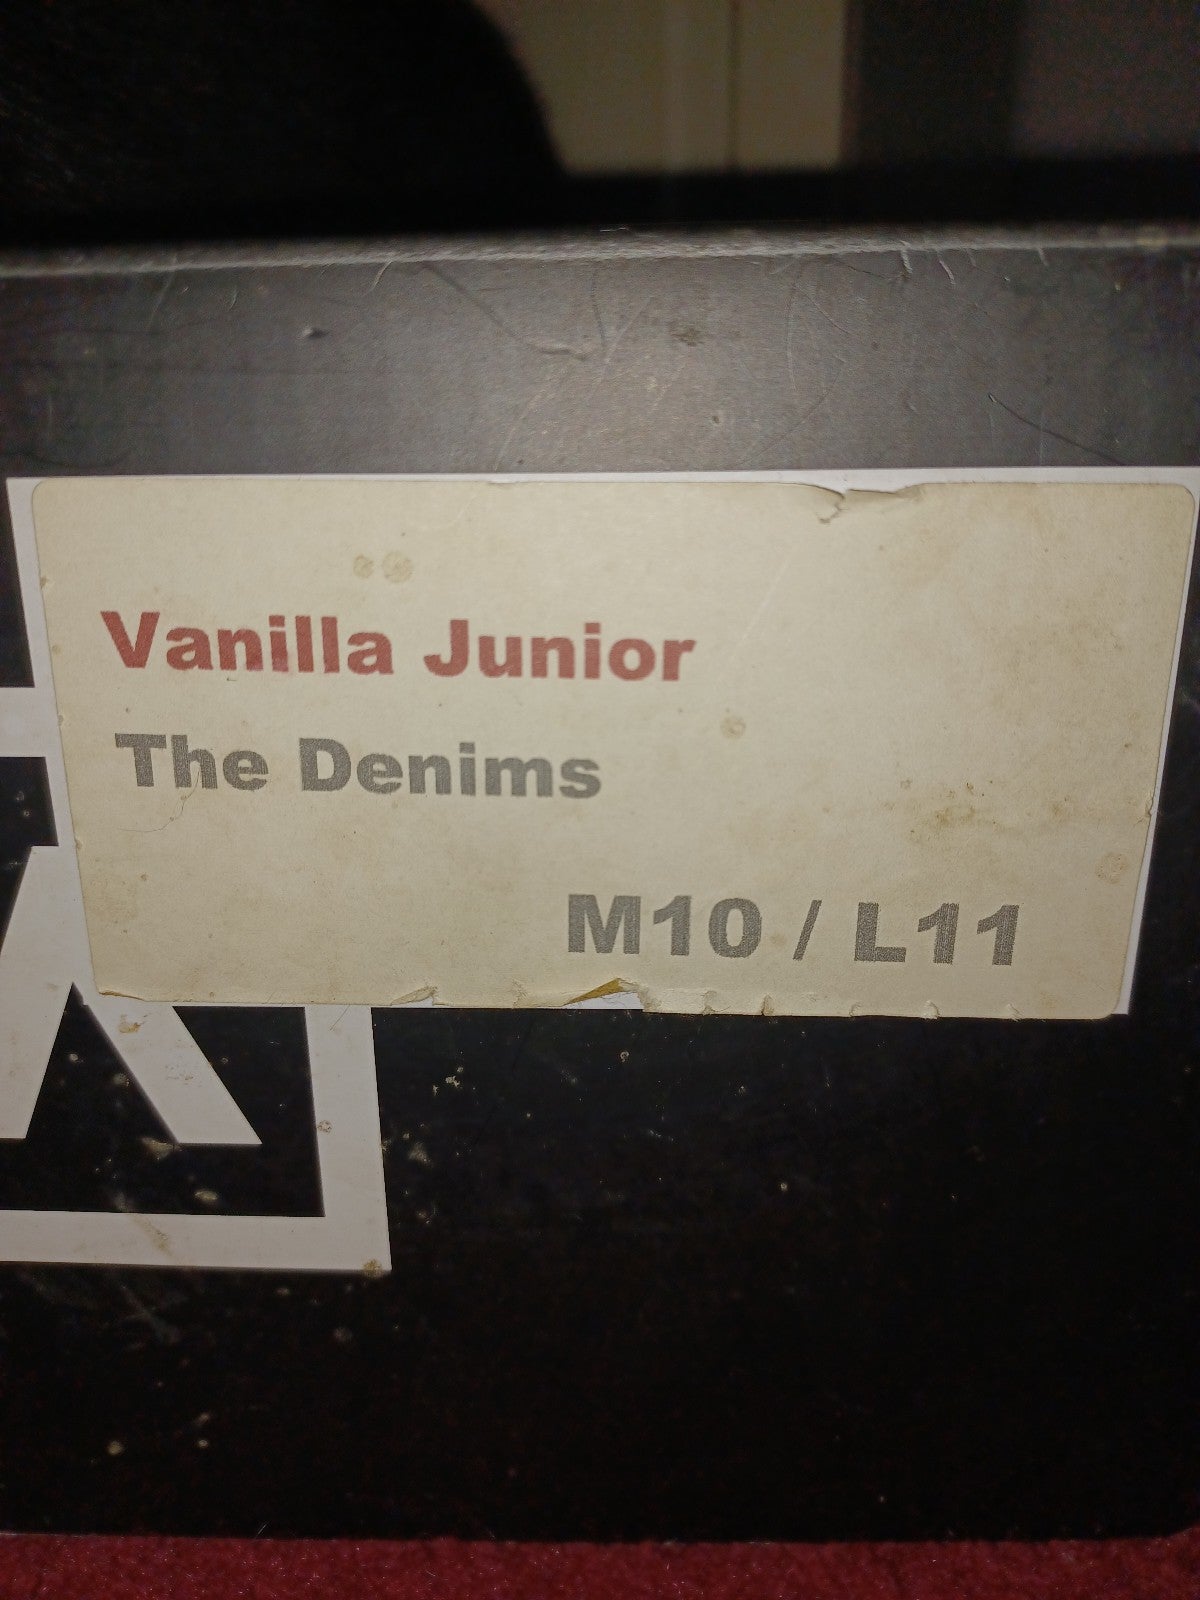 Vanilla Junior
The Denims
M10 / L11